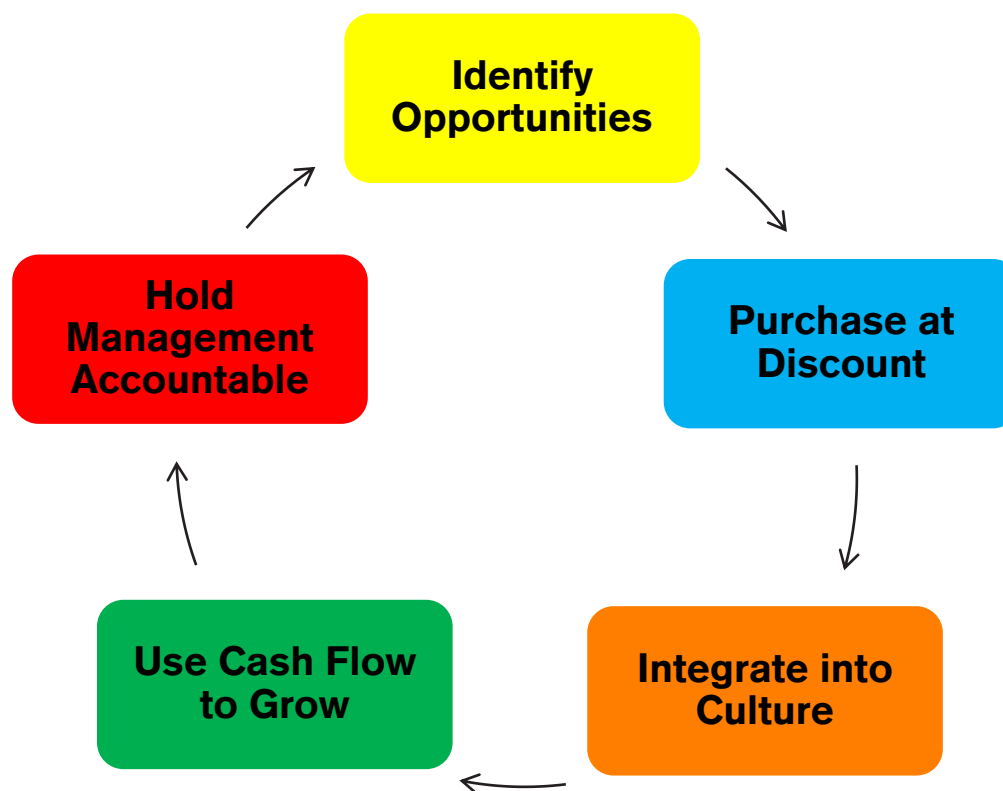 Identify
Opportunities
Purchase at
Discount
Integrate into
Culture
Use Cash Flow
to Grow
Hold
Management
Accountable